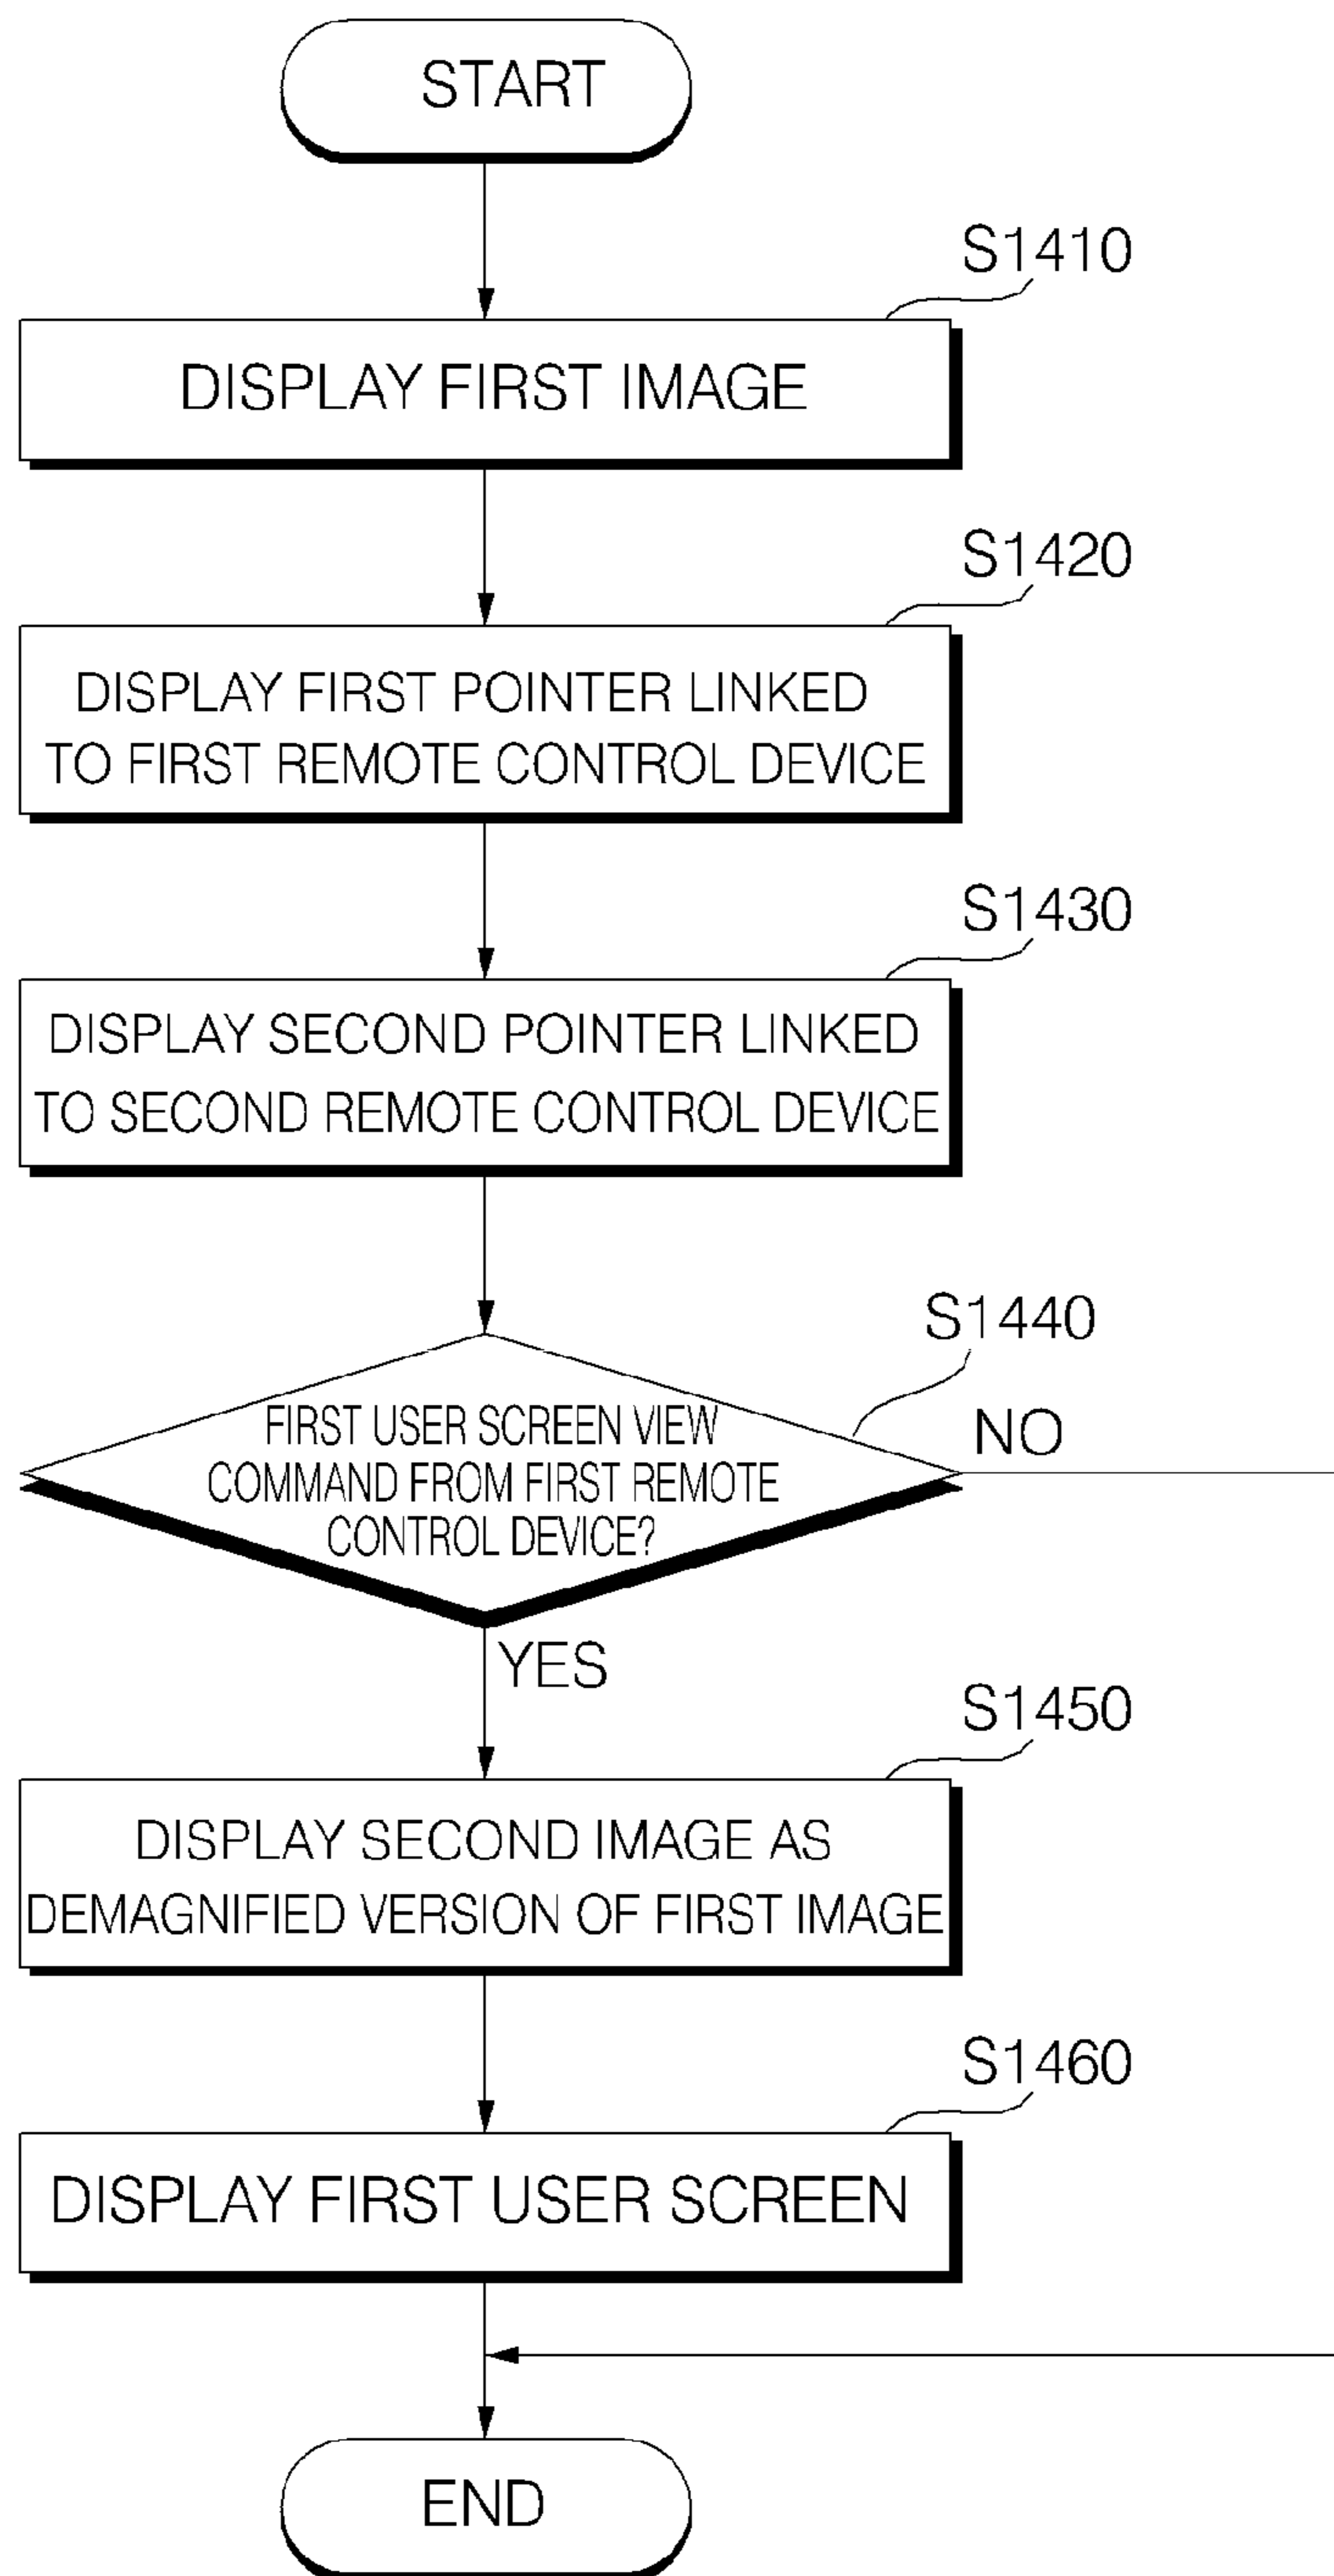 START
S1410
DISPLAY FIRST IMAGE
S1420
DISPLAY FIRST POINTER LINKED
TO FIRST REMOTE CONTROL DEVICE
S1430
DISPLAY SECOND POINTER LINKED
TO SECOND REMOTE CONTROL DEVICE
S1440
FIRST USER SCREEN VIEW
COMMAND FROM FIRST REMOTE
CONTROL DEVICE?
NO
YES
S1450
DISPLAY SECOND IMAGE AS
DEMAGNIFIED VERSION OF FIRST IMAGE
S1460
DISPLAY FIRST USER SCREEN
END